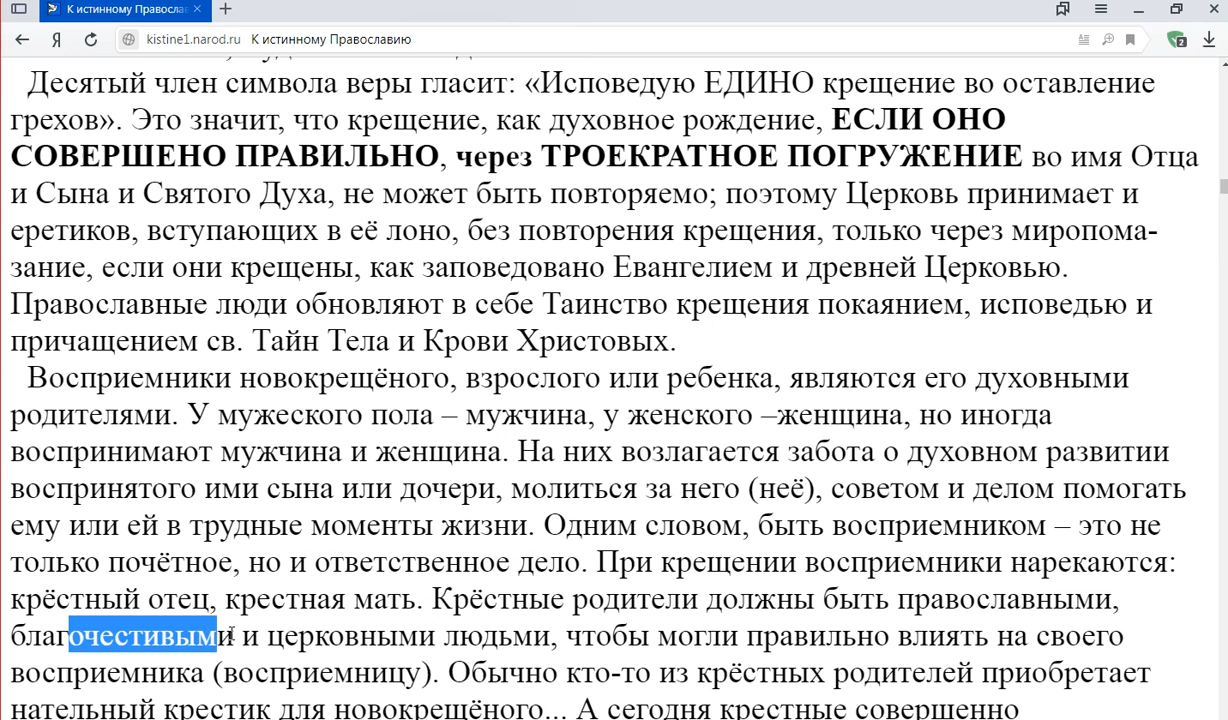 К истинному Правосла
kistine1.narod.ru К истинному Православию
2
Десятый член символа веры гласит: «Исповедую ЕДИНО крещение во оставление
грехов». Это значит, что крещение, как духовное рождение, ЕСЛИ ОНО
СОВЕРШЕНО ПРАВИЛЬНО, через ТРОЕКРАТНОЕ ПОГРУЖЕНИЕ во имя Отца
и Сына и Святого Духа, не может быть повторяемо; поэтому Церковь принимает и
еретиков, вступающих в её лоно, без повторения крещения, только через миропома-
зание, если они крещены, как заповедовано Евангелием и древней Церковью.
Православные люди обновляют в себе Таинство крещения покаянием, исповедью и
причащением св. Тайн Тела и Крови Христовых.
Восприемники новокрещёного, взрослого или ребенка, являются его духовными
родителями. У мужеского пола – мужчина, у женского –женщина, но иногда
воспринимают мужчина и женщина. На них возлагается забота о духовном развитии
воспринятого ими сына или дочери, молиться за него (неё), советом и делом помогать
ему или ей в трудные моменты жизни. Одним словом, быть восприемником – это не
только почётное, но и ответственное дело. При крещении восприемники нарекаются:
крёстный отец, крестная мать. Крёстные родители должны быть православными,
благочестивыми и церковными людьми, чтобы могли правильно влиять на своего
восприемника (восприемницу). Обычно кто-то из крёстных родителей приобретает
нательный крестик для новокрещёного... А сегодня крестные совершенно